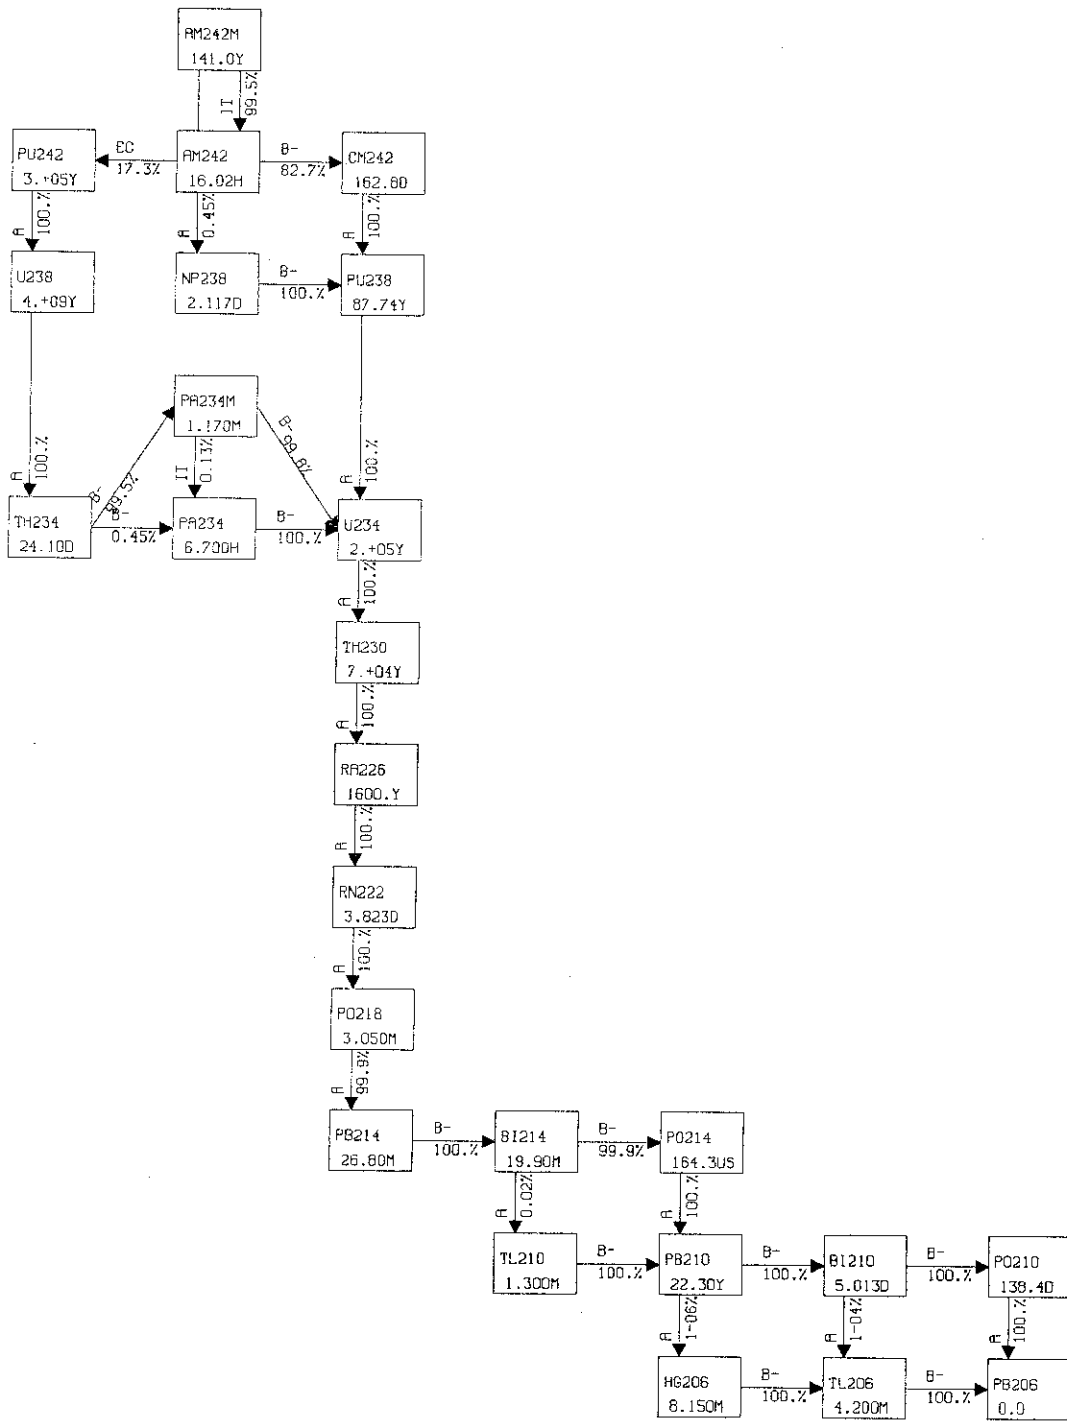 AM242M
141.0Y
IT
99.5%
PU242
3.+05Y
EC
17.3%
AM242
16.02H
B-
82.7%
CM242
162.8D
A
100.%
A
0.45%
A
100.%
U238
4.+09Y
NP238
2.117D
B-
100.%
PU238
87.74Y
A
100.%
PA234M
1.170M
B-
99.8%
A
100.%
B-
99.5%
IT
0.13%
TH234
24.10D
B-
0.45%
PA234
6.700H
B-
100.%
U234
2.+05Y
A
100.%
TH230
7.+04Y
A
100.%
RA226
1600.Y
A
100.%
RN222
3.823D
A
100.%
PO218
3.050M
A
99.9%
PB214
26.80M
B-
100.%
BI214
19.90M
B-
99.9%
PO214
164.3US
A
0.02%
A
100.%
TL210
1.300M
B-
100.%
PB210
22.30Y
B-
100.%
BI210
5.013D
B-
100.%
PO210
138.4D
A
1-06%
A
1-04%
A
100.%
HG206
8.150M
B-
100.%
TL206
4.200M
B-
100.%
PB206
0.0